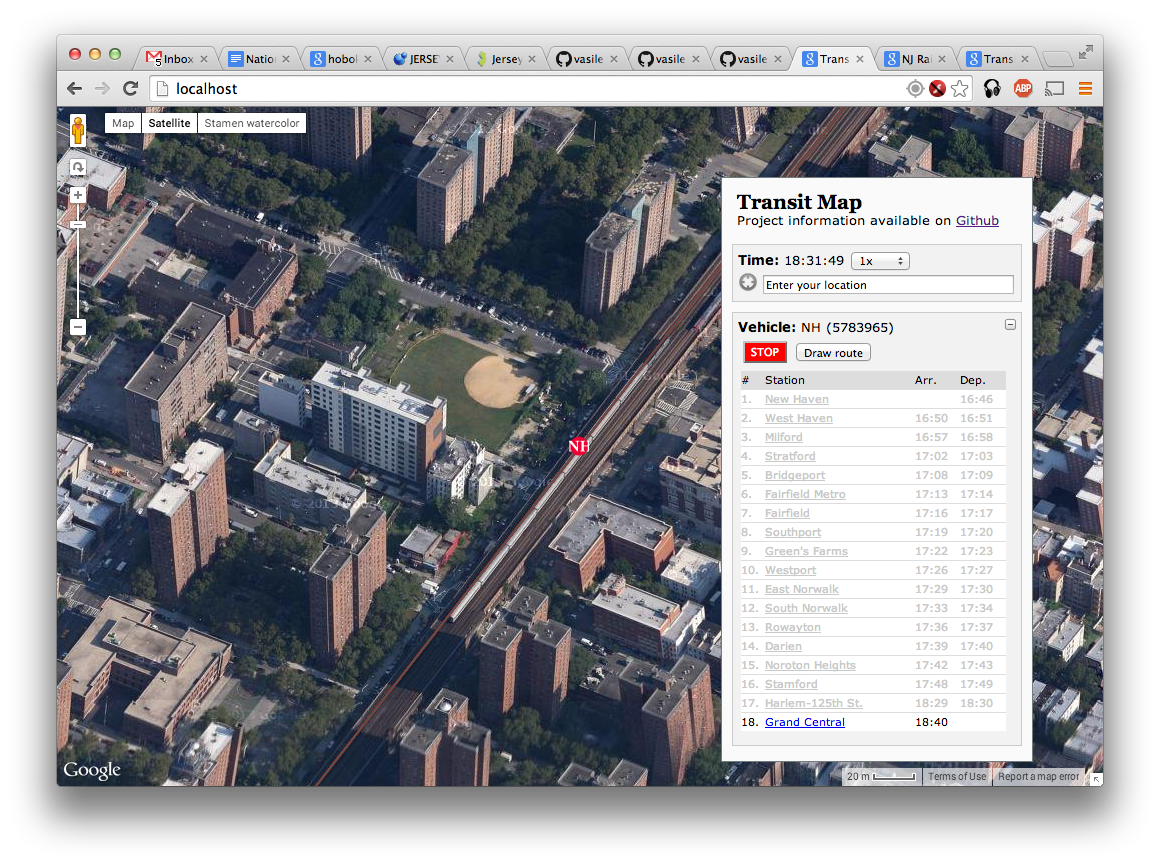 Inbox
5
Natio
hobol
JERSE
Jersey
vasile
vasile
vasile
Trans
NJ Rai
Trans
localhost
ABP
Map Satellite Stamen watercolor
Transit Map
Project information available on Github
Time: 18:31:49 1x
Enter your location
Vehicle: NH (5783965)
STOP Draw route
# Station Arr. Dep.
1. New Haven 16:46
2. West Haven 16:50 16:51
3. Milford 16:57 16:58
4. Stratford 17:02 17:03
5. Bridgeport 17:08 17:09
6. Fairfield Metro 17:13 17:14
7. Fairfield 17:16 17:17
8. Southport 17:19 17:20
9. Green's Farms 17:22 17:23
10. Westport 17:26 17:27
11. East Norwalk 17:29 17:30
12. South Norwalk 17:33 17:34
13. Rowayton 17:36 17:37
14. Darien 17:39 17:40
15. Noroton Heights 17:42 17:43
16. Stamford 17:48 17:49
17. Harlem-125th St. 18:29 18:30
18. Grand Central 18:40
NH
Google
20 m Terms of Use Report a map error